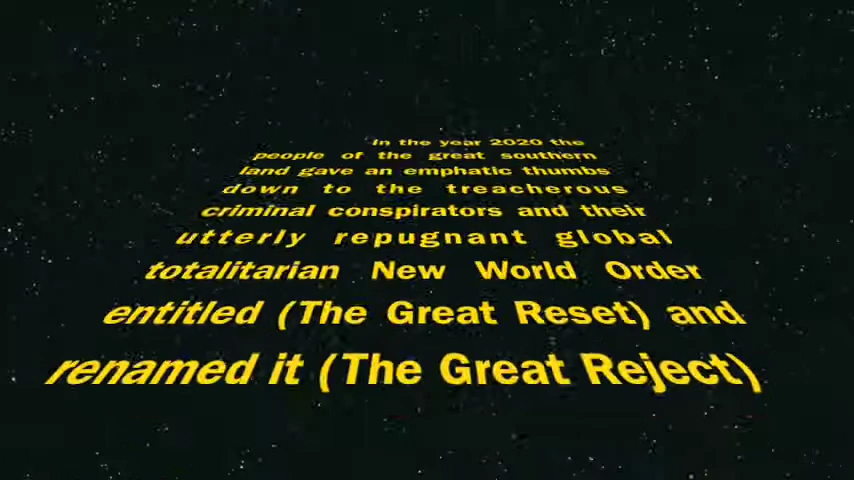 In the year 2020 the
people of the great southern
land gave an emphatic thumbs
down to the treacherous
criminal conspirators and their
utterly repugnant global
totalitarian New World Order
entitled (The Great Reset) and
renamed it (The Great Reject)